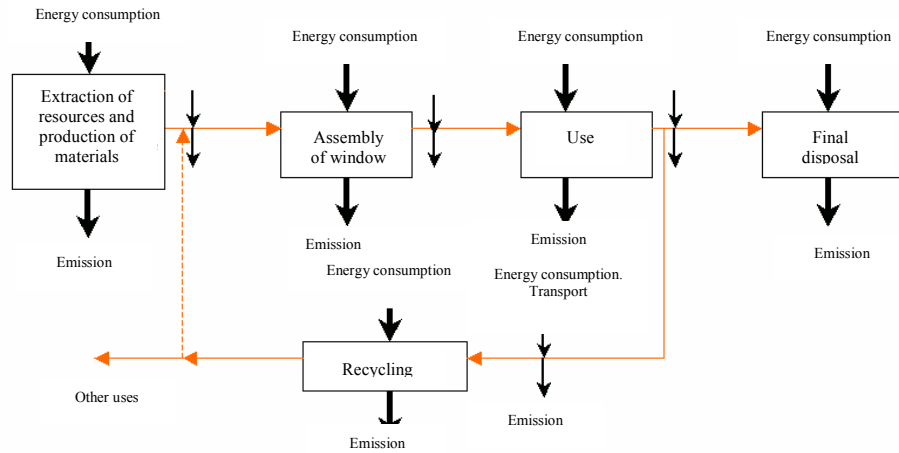 Energy consumption
Energy consumption
Energy consumption
Energy consumption
Extraction of
resources and
production of
materials
Assembly
of window
Use
Final
disposal
Emission
Emission
Emission
Emission
Energy consumption
Energy consumption.
Transport
Recycling
Other uses
Emission
Emission